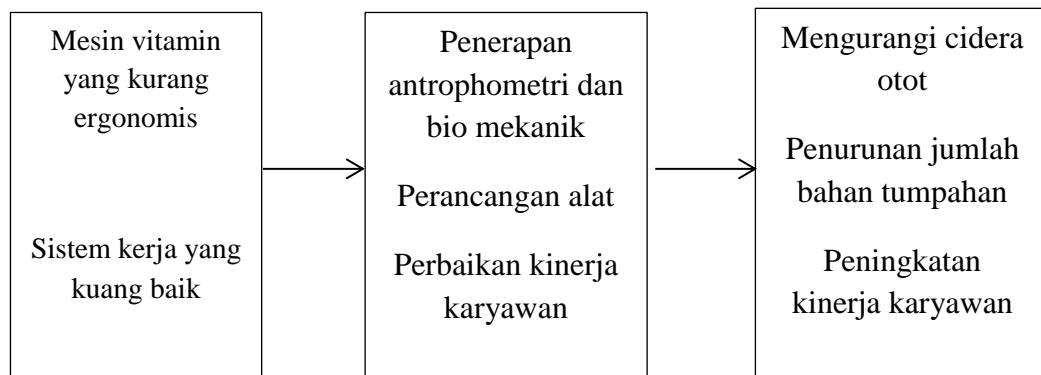 Mesin vitamin
yang kurang
ergonomis
Sistem kerja yang
kuang baik
Penerapan
antrophometri dan
bio mekanik
Perancangan alat
Perbaikan kinerja
karyawan
Mengurangi cidera
otot
Penurunan jumlah
bahan tumpahan
Peningkatan
kinerja karyawan